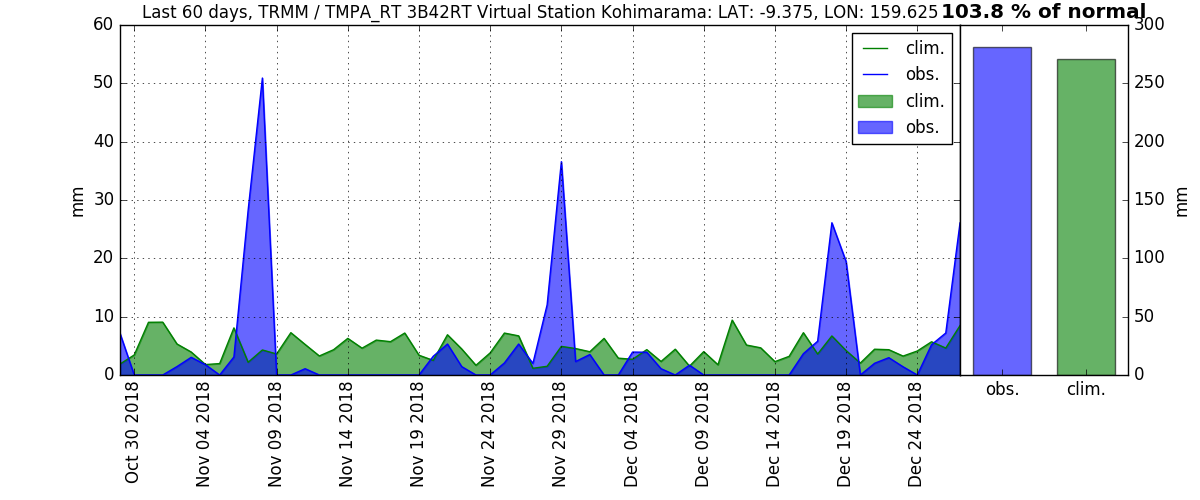 Last 60 days, TRMM / TMPA_RT 3B42RT Virtual Station Kohimarama: LAT: -9.375, LON: 159.625 103.8 % of normal
60
50
40
30
20
10
0
mm
clim.
obs.
clim.
obs.
300
250
200
150
100
50
0
mm
obs. clim.
Oct 30 2018
Nov 04 2018
Nov 09 2018
Nov 14 2018
Nov 19 2018
Nov 24 2018
Nov 29 2018
Dec 04 2018
Dec 09 2018
Dec 14 2018
Dec 19 2018
Dec 24 2018